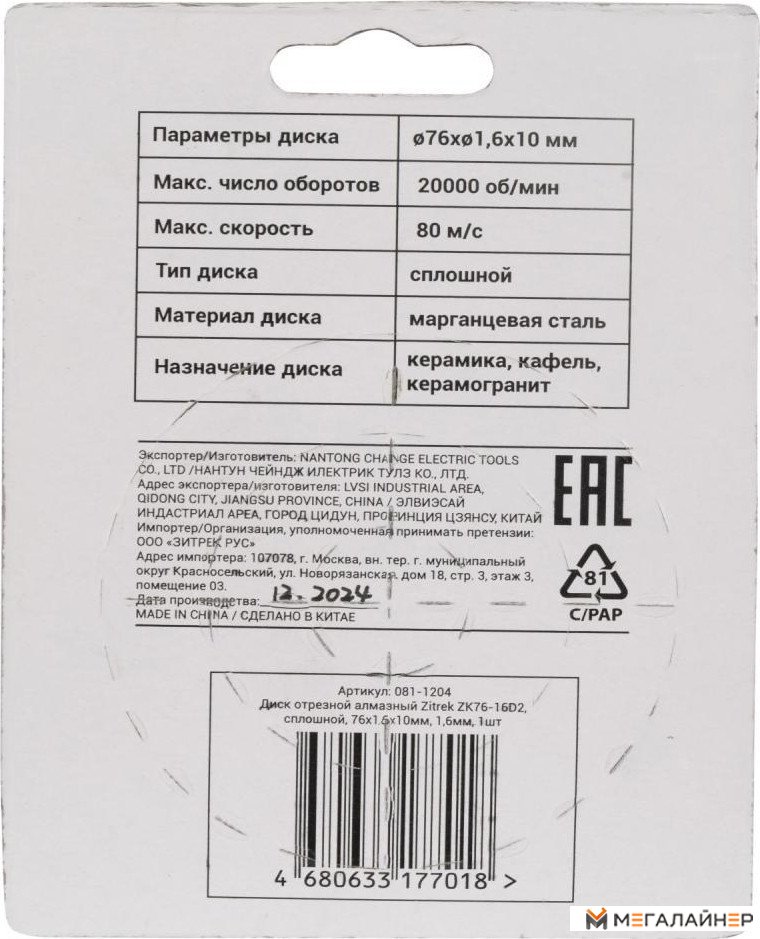 Параметры диска ø76xø1,6x10 мм
Макс. число оборотов 20000 об/мин
Макс. скорость 80 м/с
Тип диска сплошной
Материал диска марганцевая сталь
Назначение диска керамика, кафель,
керамогранит
Экспортер/Изготовитель: NANTONG CHANGE ELECTRIC TOOLS
CO., LTD /НАНТУН ЧЕЙНДЖ ИЛЕКТРИК ТУЛЗ КО., ЛТД.
Адрес экспортера/изготовителя: LVSI INDUSTRIAL AREA,
QIDONG CITY, JIANGSU PROVINCE, CHINA / ЭЛВИЭСАЙ
ИНДАСТРИАЛ АРЕА, ГОРОД ЦИДУН, ПРОВИНЦИЯ ЦЗЯНСУ, КИТАЙ
Импортер/Организация, уполномоченная принимать претензии:
ООО «ЗИТРЕК РУС»
Адрес импортера: 107078, г. Москва, вн. тер. г. муниципальный
округ Красносельский, ул. Новорязанская, дом 18, стр. 3, этаж 3,
помещение 03.
Дата производства: 12.2024
MADE IN CHINA / СДЕЛАНО В КИТАЕ
EAC
81
C/PAP
Артикул: 081-1204
Диск отрезной алмазный Zitrek ZK76-16D2,
сплошной, 76x1,5x10мм, 1,6мм, 1шт
4 680633 177018 >
МЕГАЛАЙНЕР